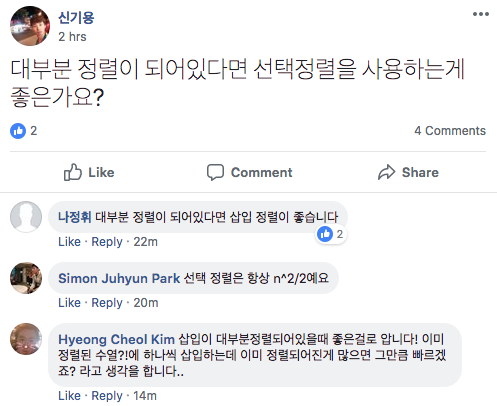 신기용
2 hrs
대부분 정렬이 되어있다면 선택정렬을 사용하는게
좋은가요?
2
4 Comments
Like
Comment
Share
나정휘 대부분 정렬이 되어있다면 삽입 정렬이 좋습니다
2
Like · Reply · 22m
Simon Juhyun Park 선택 정렬은 항상 n^2/2예요
Like · Reply · 20m
Hyeong Cheol Kim 삽입이 대부분정렬되어있을때 좋은걸로 압니다! 이미
정렬된 수열?!에 하나씩 삽입하는데 이미 정렬되어진게 많으면 그만큼 빠르겠
죠? 라고 생각을 합니다..
Like · Reply · 14m